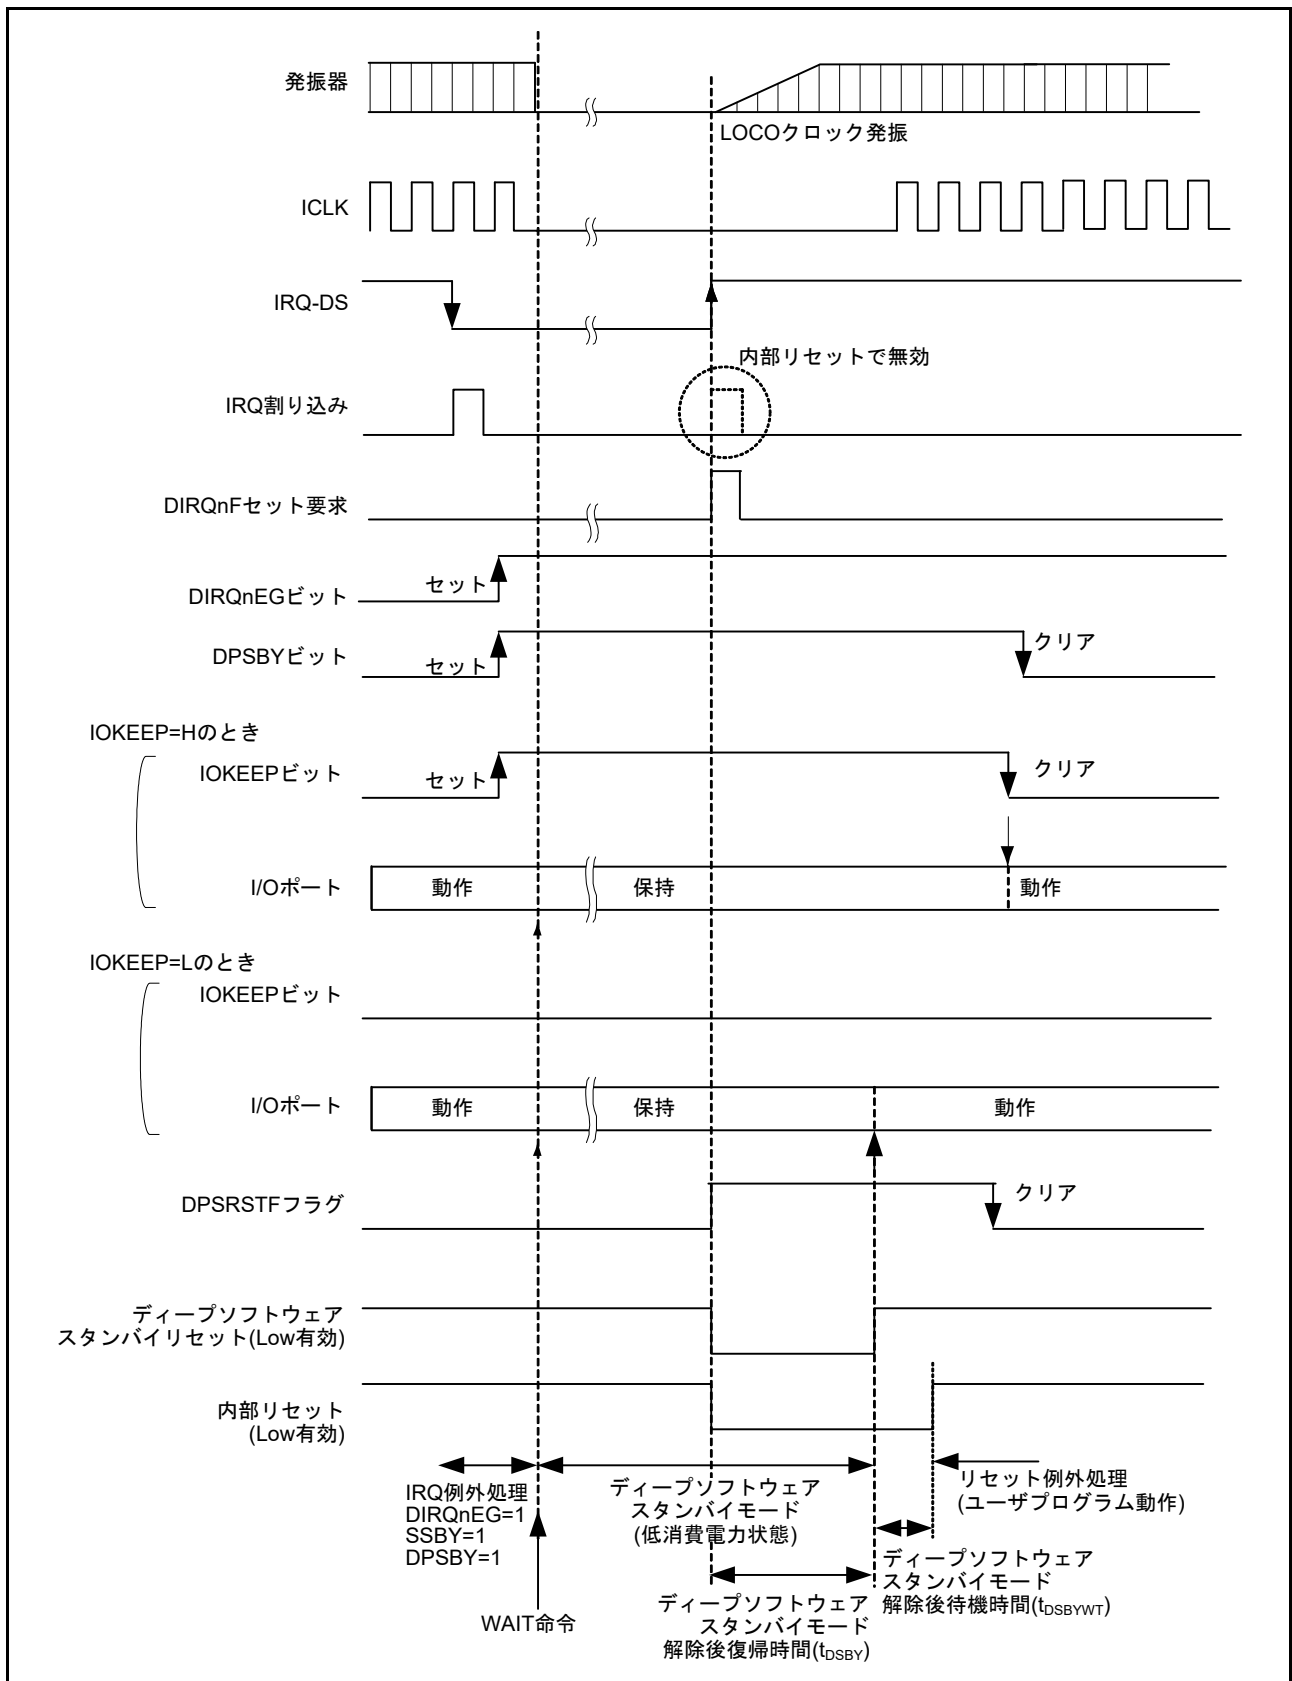 発振器
LOCOクロック発振
ICLK
IRQ-DS
内部リセットで無効
IRQ割り込み
DIRQnFセット要求
セット
DIRQnEGビット
クリア
DPSBYビット
セット
IOKEEP=Hのとき
IOKEEPビット
セット
クリア
I/Oポート
動作
保持
動作
IOKEEP=Lのとき
IOKEEPビット
I/Oポート
動作
保持
動作
DPSRSTFフラグ
クリア
ディープソフトウェア
スタンバイリセット(Low有効)
内部リセット
(Low有効)
IRQ例外処理
DIRQnEG=1
SSBY=1
DPSBY=1
ディープソフトウェア
スタンバイモード
(低消費電力状態)
リセット例外処理
(ユーザプログラム動作)
ディープソフトウェア
スタンバイモード
解除後待機時間(tDSBYWT)
WAIT命令
ディープソフトウェア
スタンバイモード
解除後復帰時間(tDSBY)